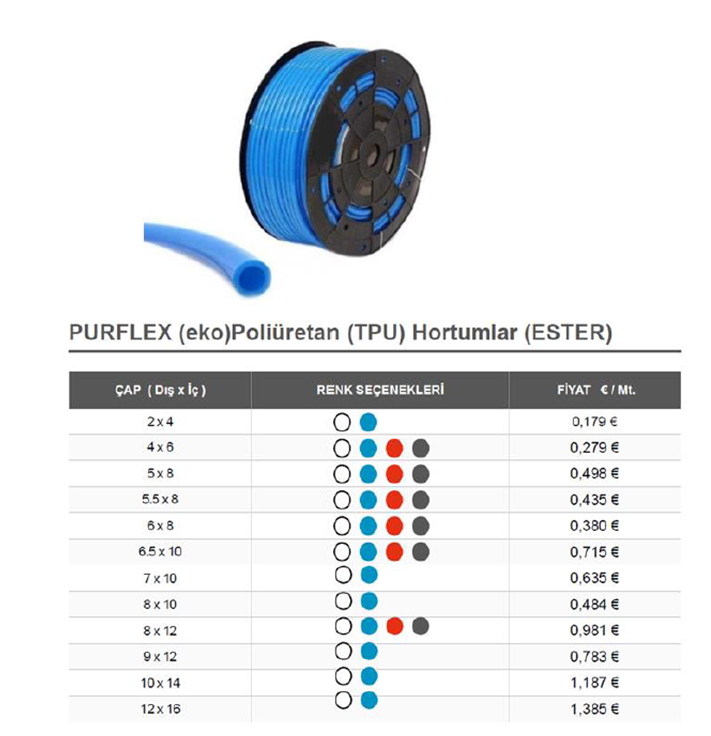 PURFLEX (eko)Poliüretan (TPU) Hortumlar (ESTER)
ÇAP ( Dış x İç ) RENK SEÇENEKLERİ FİYAT € / Mt.
2 x 4 0,179 €
4 x 6 0,279 €
5 x 8 0,498 €
5.5 x 8 0,435 €
6 x 8 0,380 €
6.5 x 10 0,715 €
7 x 10 0,635 €
8 x 10 0,484 €
8 x 12 0,981 €
9 x 12 0,783 €
10 x 14 1,187 €
12 x 16 1,385 €